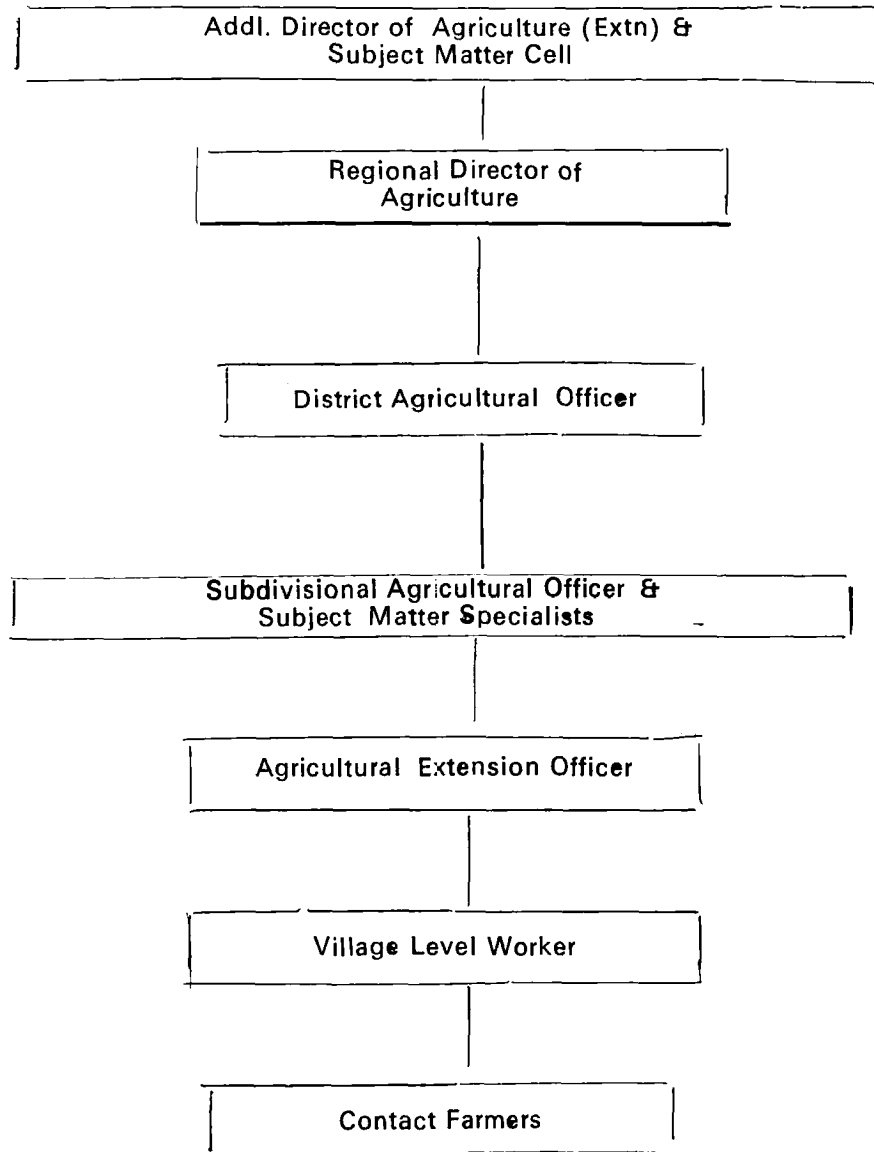 Addl. Director of Agriculture (Extn) &
Subject Matter Cell
Regional Director of
Agriculture
District Agricultural Officer
Subdivisional Agricultural Officer &
Subject Matter Specialists
Agricultural Extension Officer
Village Level Worker
Contact Farmers